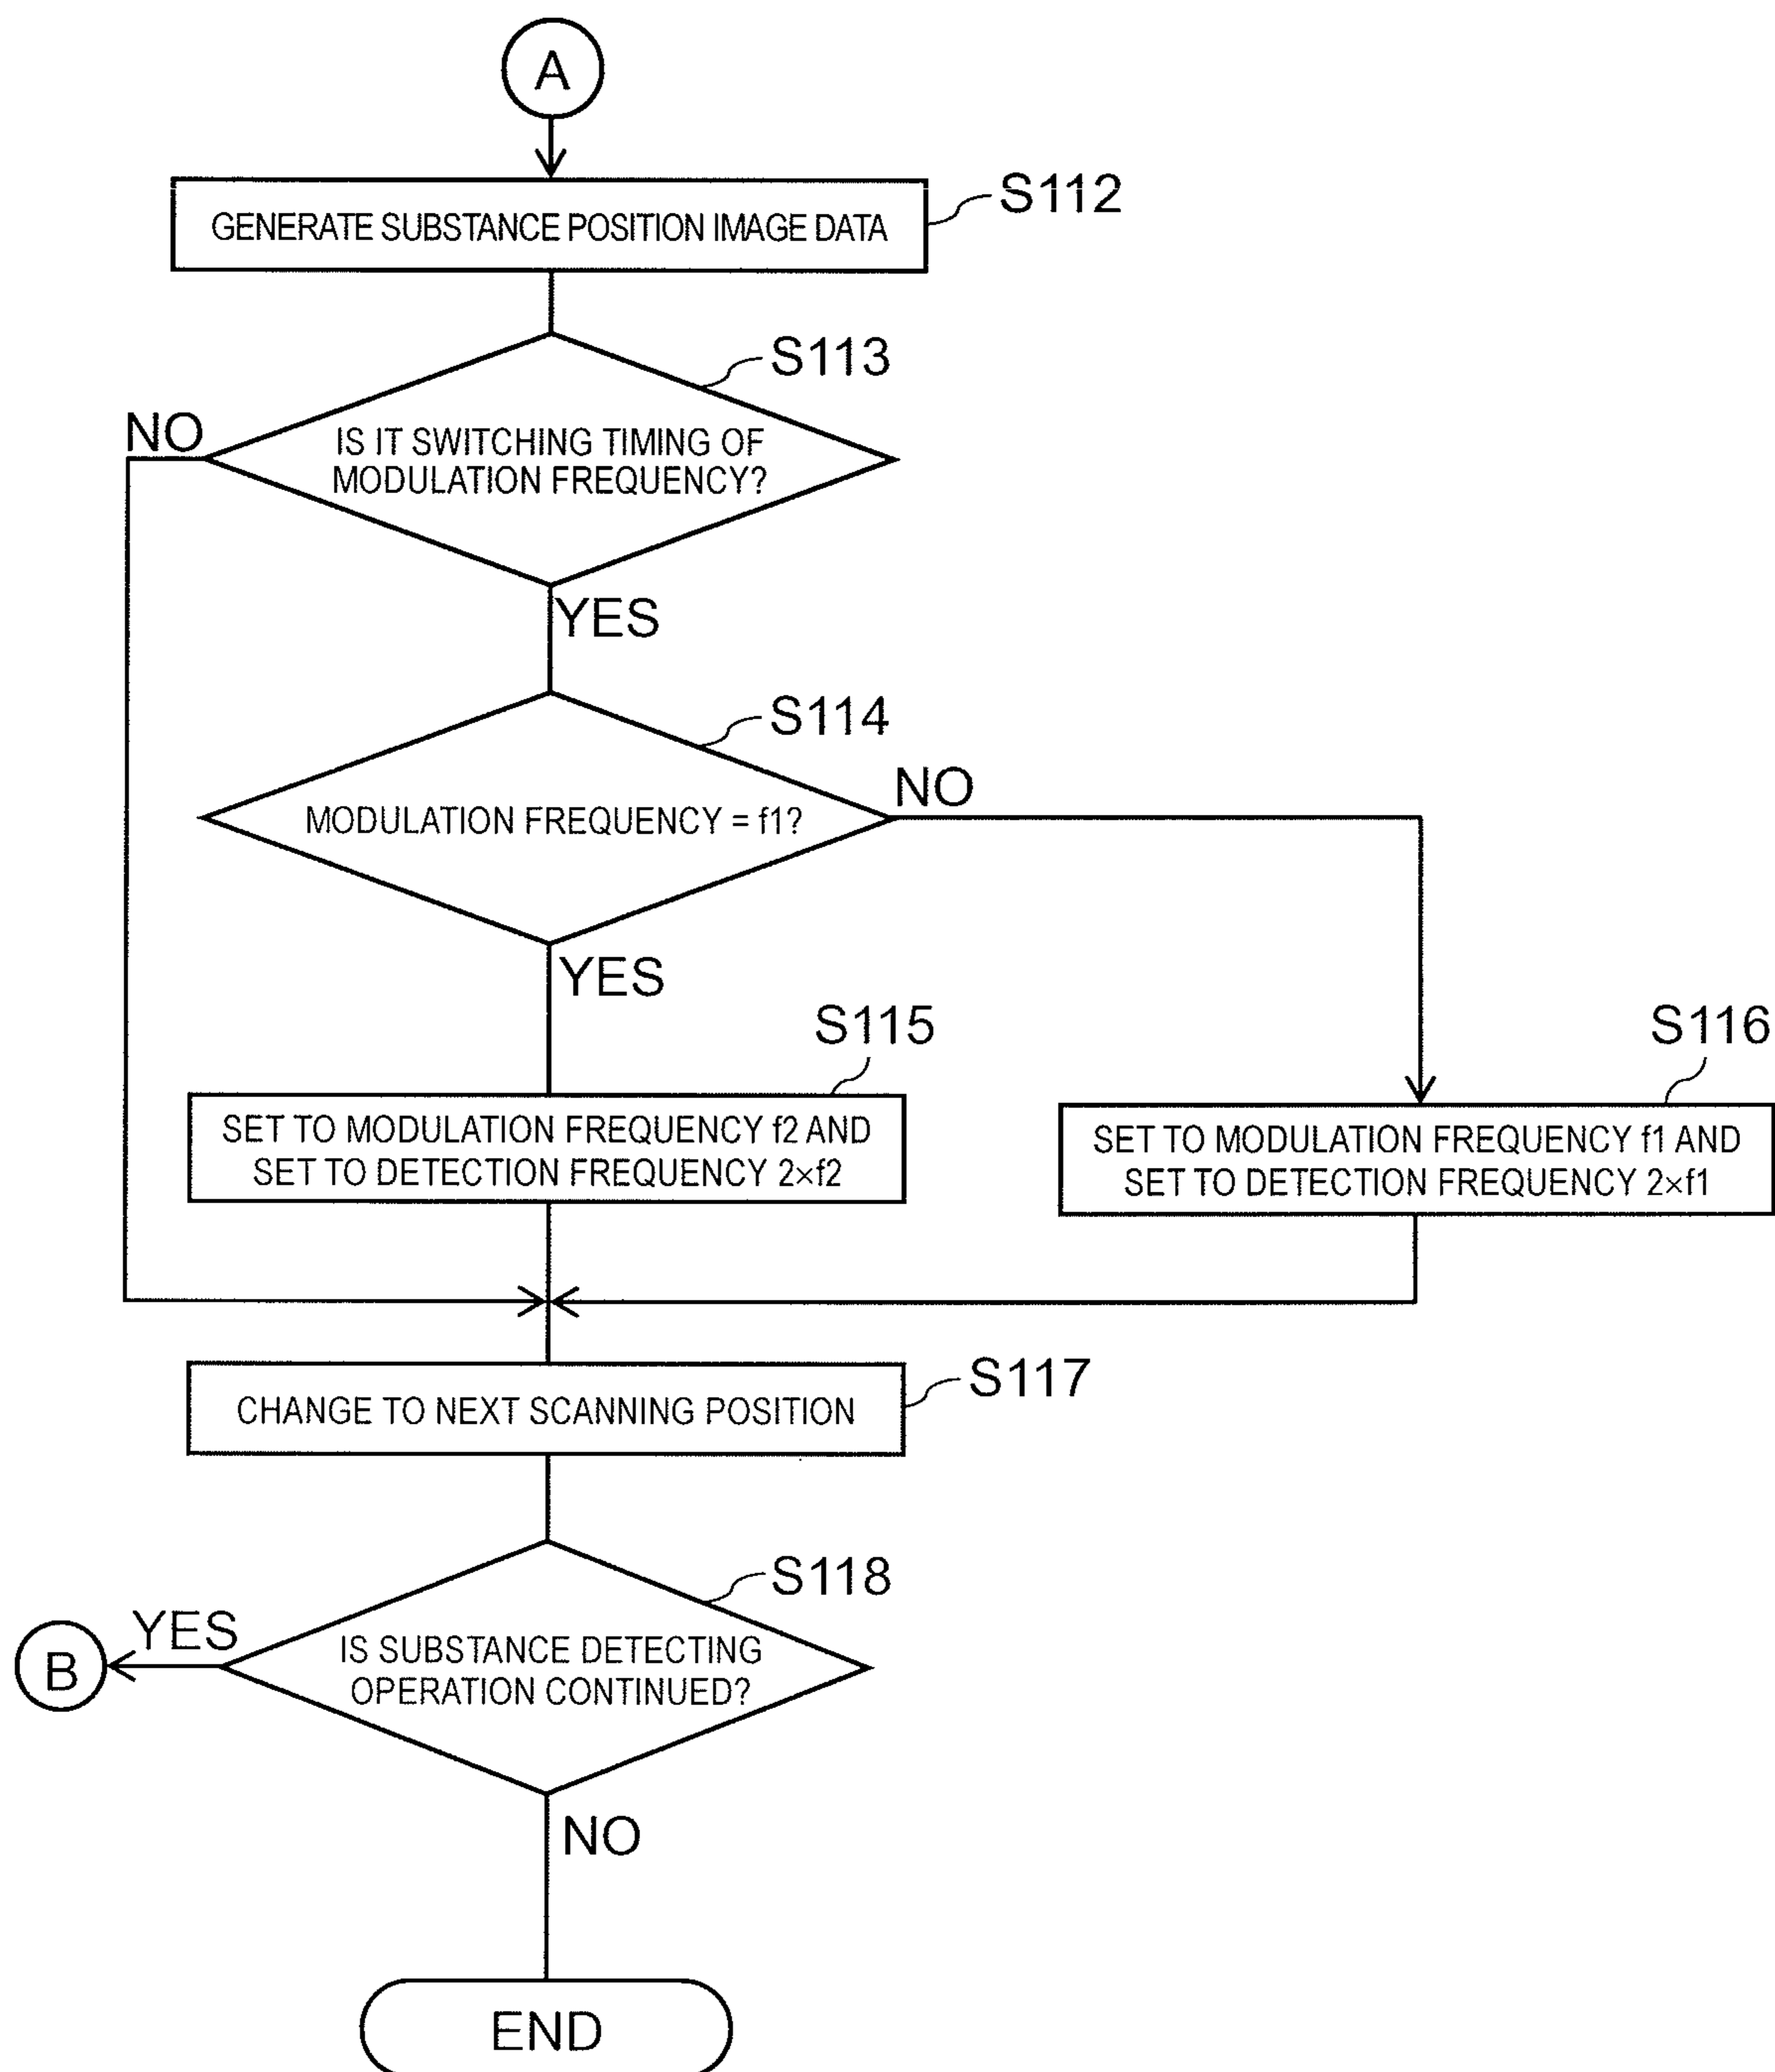 A
GENERATE SUBSTANCE POSITION IMAGE DATA
S112
S113
NO
IS IT SWITCHING TIMING OF
MODULATION FREQUENCY?
YES
S114
NO
MODULATION FREQUENCY = f1?
YES
S115
S116
SET TO MODULATION FREQUENCY f2 AND
SET TO DETECTION FREQUENCY 2×f2
SET TO MODULATION FREQUENCY f1 AND
SET TO DETECTION FREQUENCY 2×f1
S117
CHANGE TO NEXT SCANNING POSITION
S118
YES
B
IS SUBSTANCE DETECTING
OPERATION CONTINUED?
NO
END